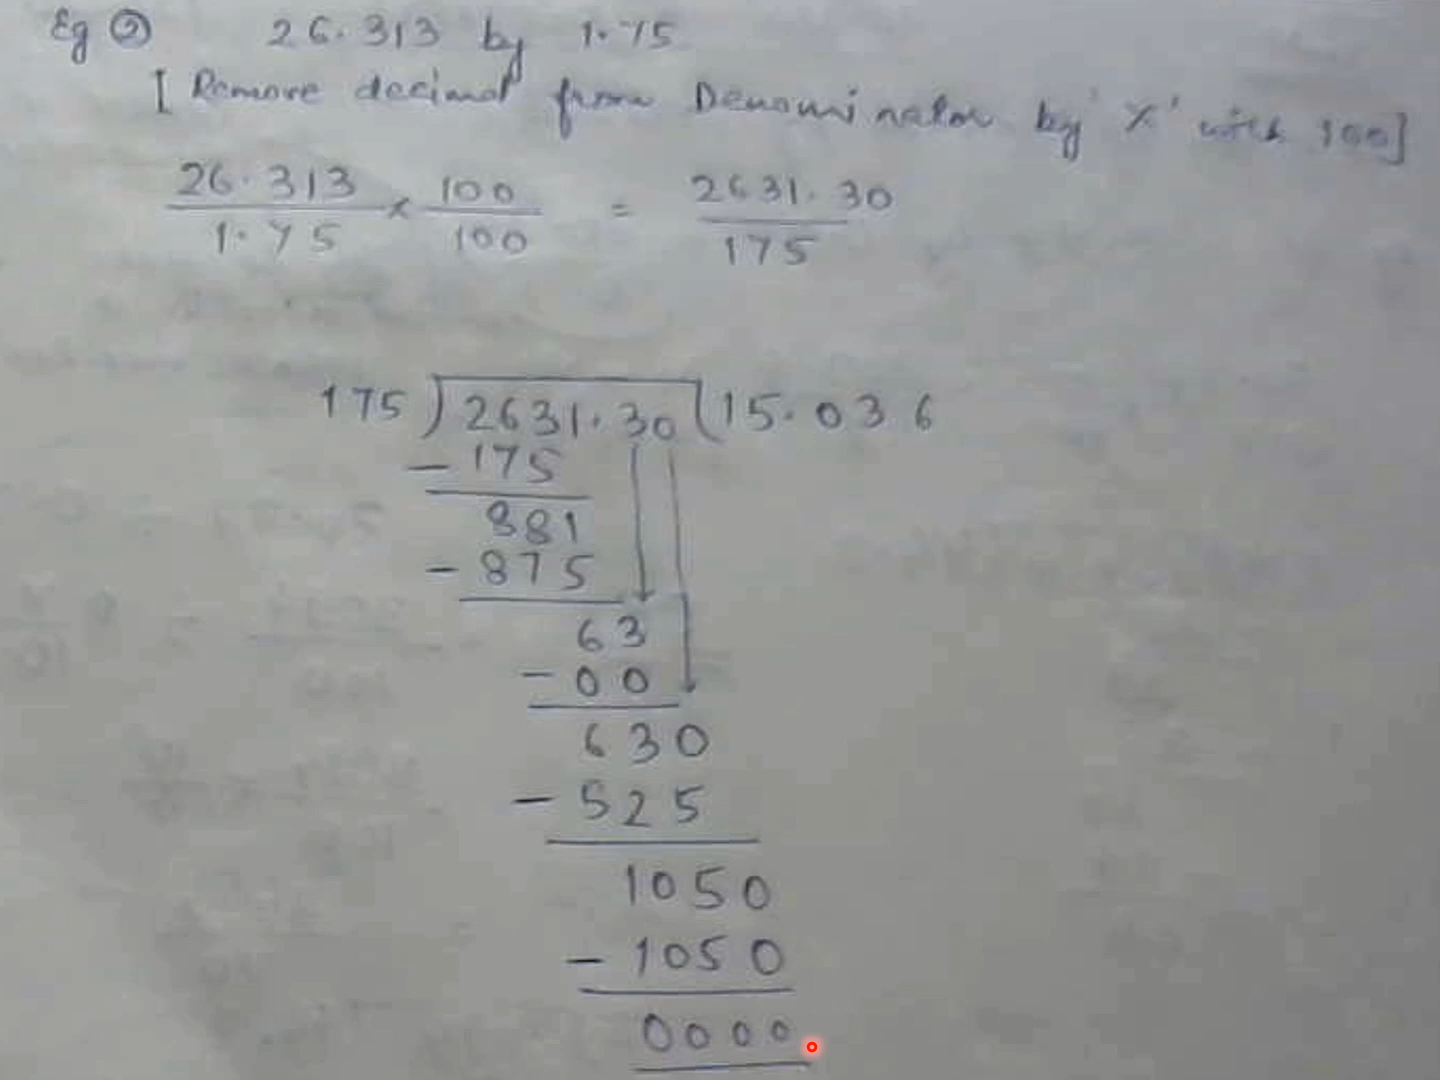 Eg ② 26.313 by 1.75
[ Remove decimal from Denominator by 'x' with 100]
26.313 / 1.75 × 100 / 100 = 2631.30 / 175
175 ) 2631.30 ( 15.036
- 175
881
- 875
63
- 00
630
- 525
1050
- 1050
0000